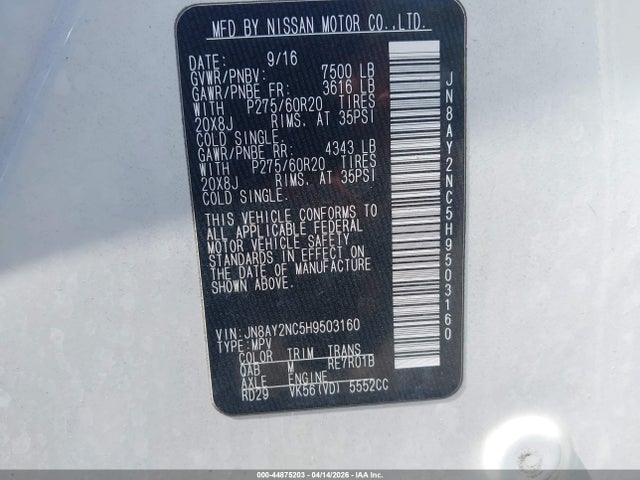 MFD BY NISSAN MOTOR CO.,LTD.
DATE: 9/16
GVWR/PNBV: 7500 LB
GAWR/PNBE FR: 3616 LB
WITH P275/60R20 TIRES
20X8J RIMS, AT 35PSI
COLD SINGLE.
GAWR/PNBE RR: 4343 LB
WITH P275/60R20 TIRES
20X8J RIMS, AT 35PSI
COLD SINGLE.
THIS VEHICLE CONFORMS TO
ALL APPLICABLE FEDERAL
MOTOR VEHICLE SAFETY
STANDARDS IN EFFECT ON
THE DATE OF MANUFACTURE
SHOWN ABOVE.
VIN: JN8AY2NC5H9503160
TYPE: MPV
COLOR TRIM TRANS
QAB M RE7R01B
AXLE ENGINE
RD29 VK56(VD) 5552CC
JN8AY2NC5H9503160
000-44875203 - 04/14/2026 - COPYRIGHT IAA, LLC.